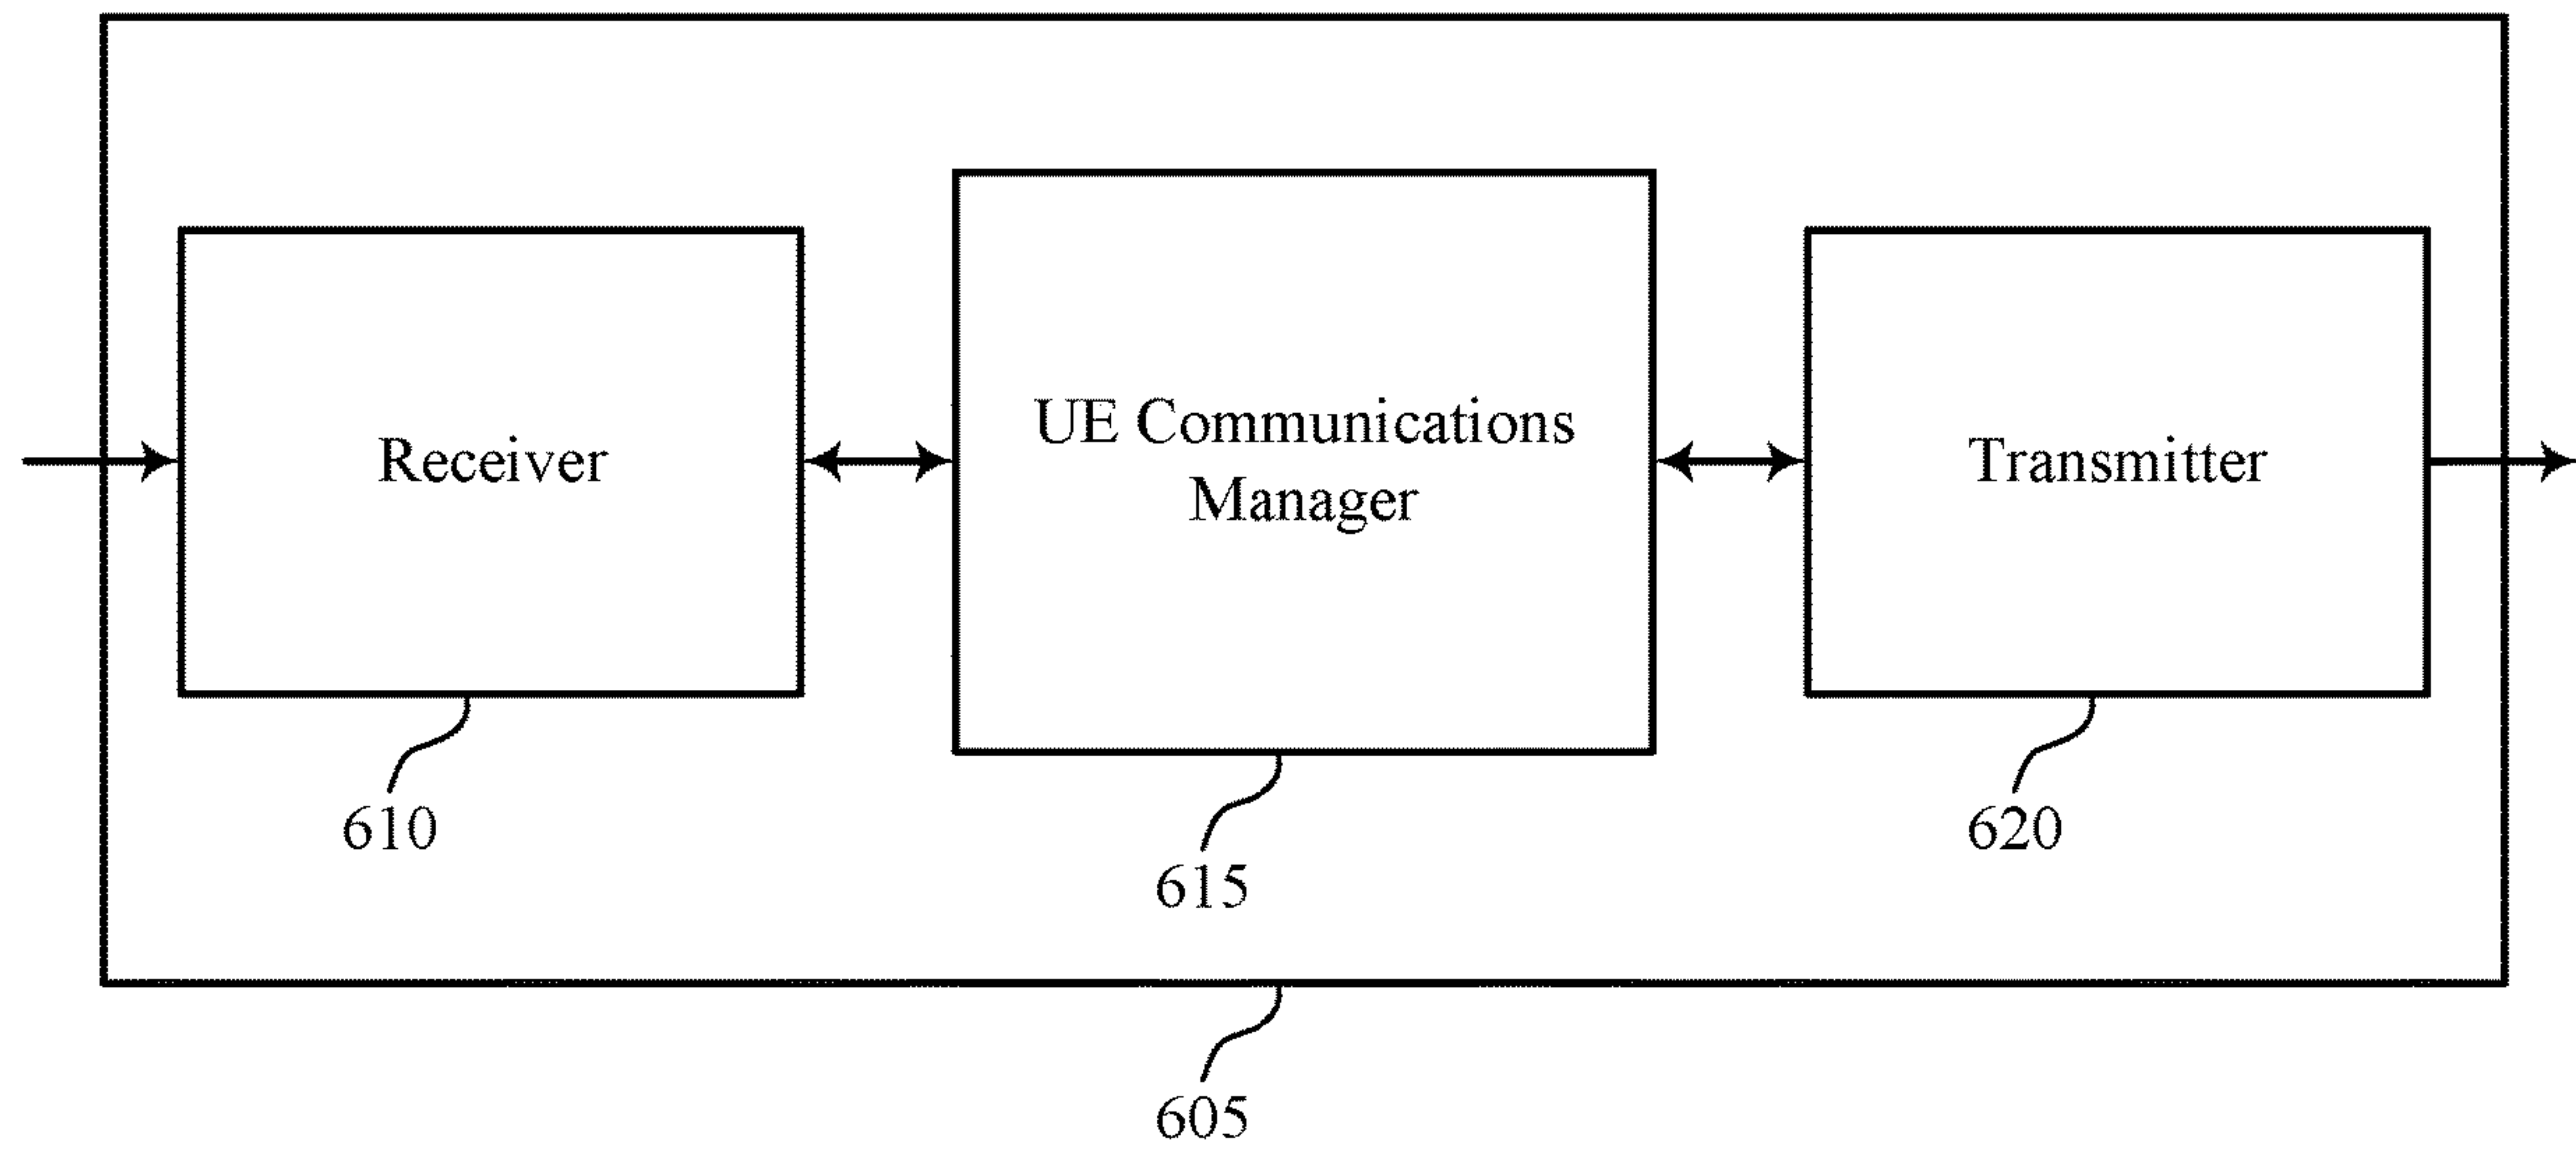 Receiver
UE Communications
Manager
Transmitter
610
615
620
605